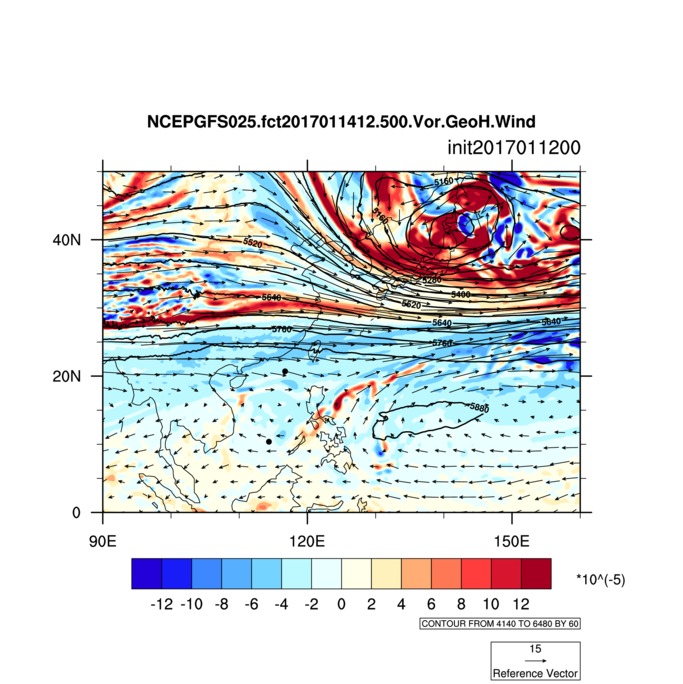 NCEPGFS025.fct2017011412.500.Vor.GeoH.Wind
init2017011200
5160
5160
40N
5520
5280
5400
5640
5520
5640
5640
5760
5760
20N
5880
0
90E 120E 150E
*10^(-5)
-12 -10 -8 -6 -4 -2 0 2 4 6 8 10 12
CONTOUR FROM 4140 TO 6480 BY 60
15
Reference Vector